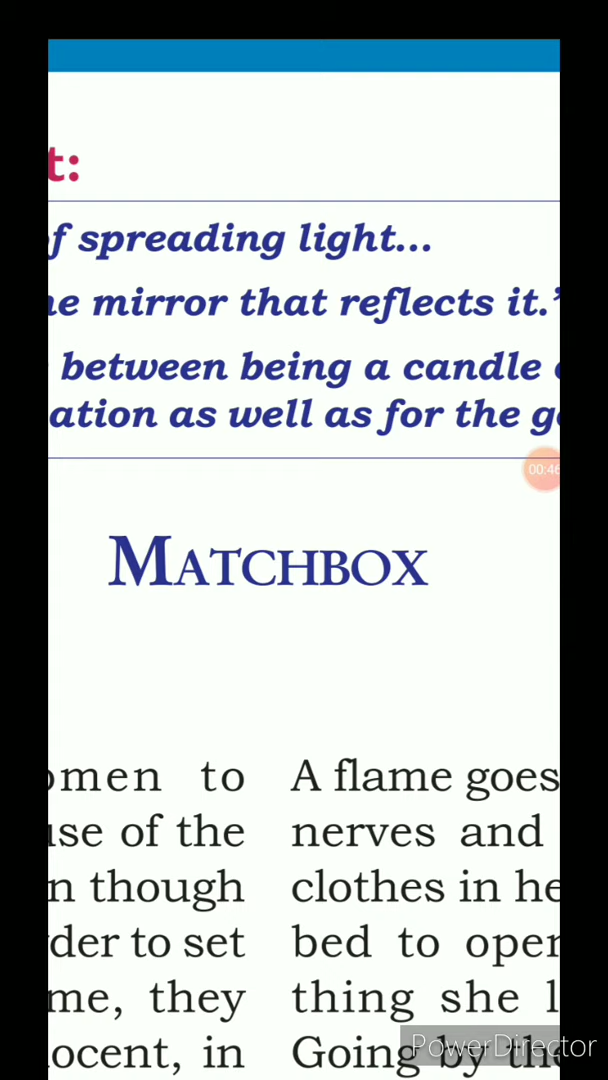 t:
f spreading light...
he mirror that reflects it.’
between being a candle
ation as well as for the g
00:46
MATCHBOX
omen to
use of the
n though
der to set
me, they
ocent, in
A flame goes
nerves and
clothes in he
bed to oper
thing she l
Going by the
PowerDirector